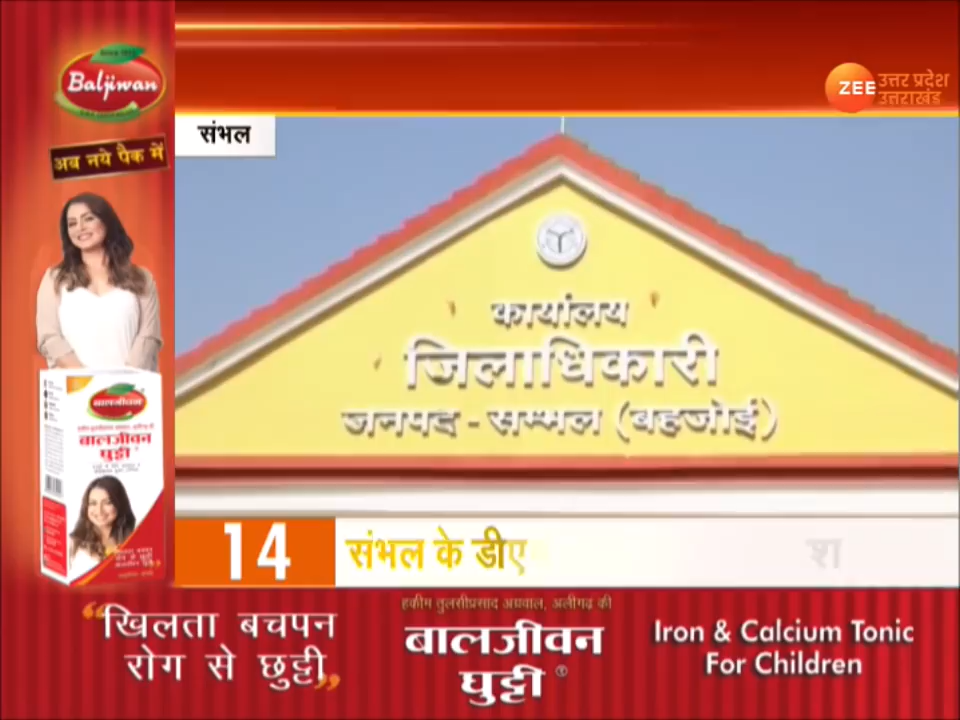 Baljiwan
अब नये पैक में
ZEE
उत्तर प्रदेश
उत्तराखंड
संभल
कार्यालय
जिलाधिकारी
जनपद - सम्भल (बहजोई)
बालजीवन
बालजीवन
घुट्टी
14
संभल के
“खिलता बचपन
रोग से छुट्टी„
हकीम तुलसीप्रसाद अग्रवाल, अलीगढ़ की
बालजीवन
घुट्टी ®
Iron & Calcium Tonic
For Children